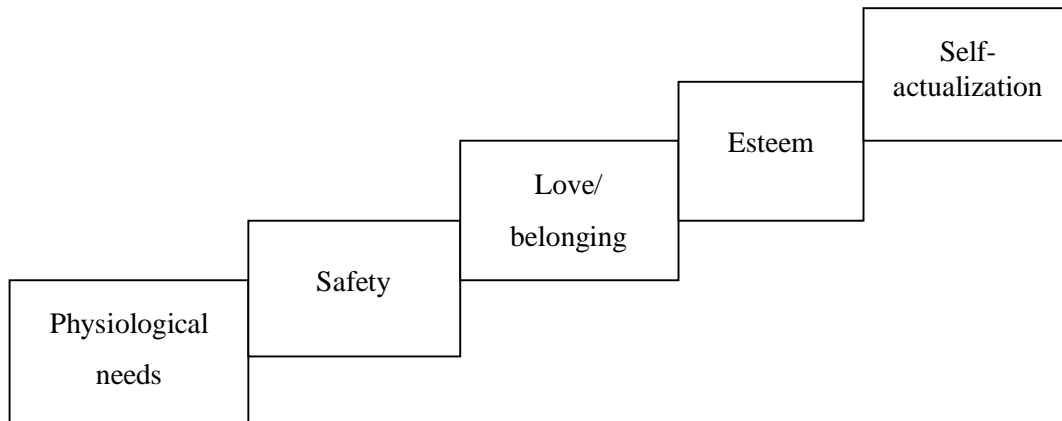 Self-
actualization
Esteem
Love/
belonging
Safety
Physiological
needs